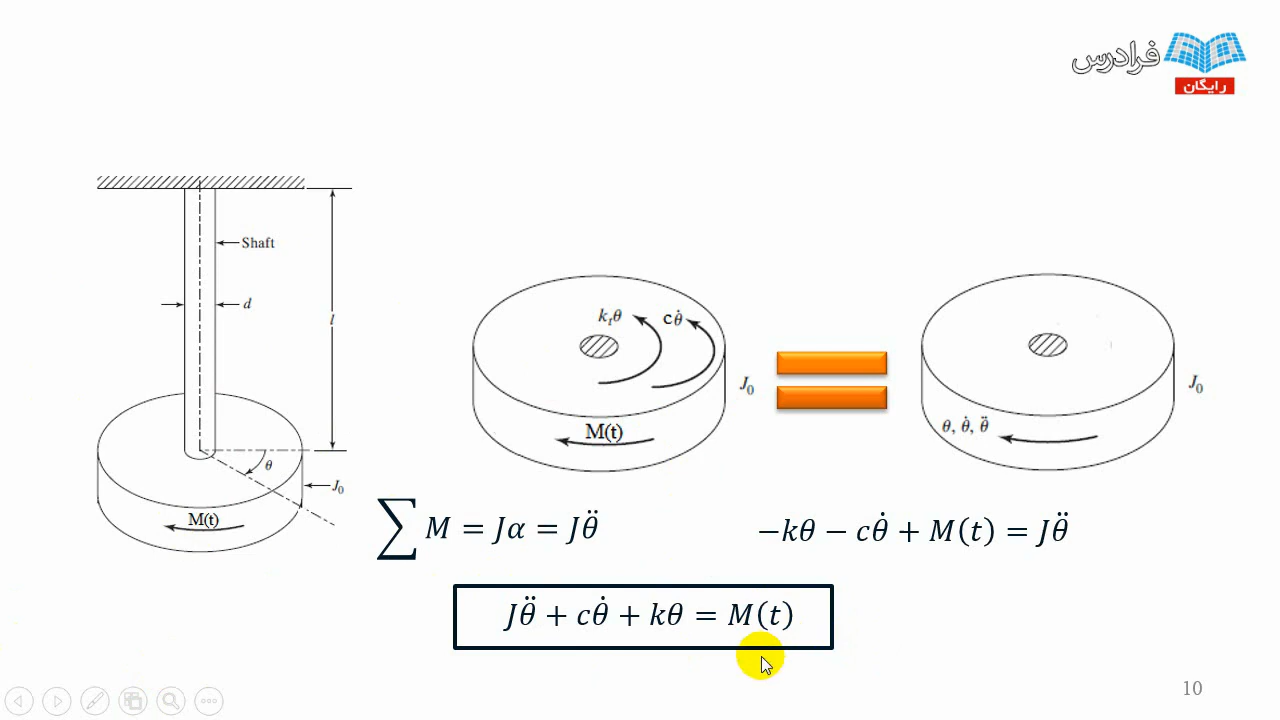 فرادرس
رایگان
Shaft
d
l
θ
J₀
M(t)
kₜθ
cθ̇
J₀
M(t)
θ, θ̇, θ̈
J₀
∑ M = Jα = Jθ̈
−kθ − cθ̇ + M(t) = Jθ̈
Jθ̈ + cθ̇ + kθ = M(t)
10